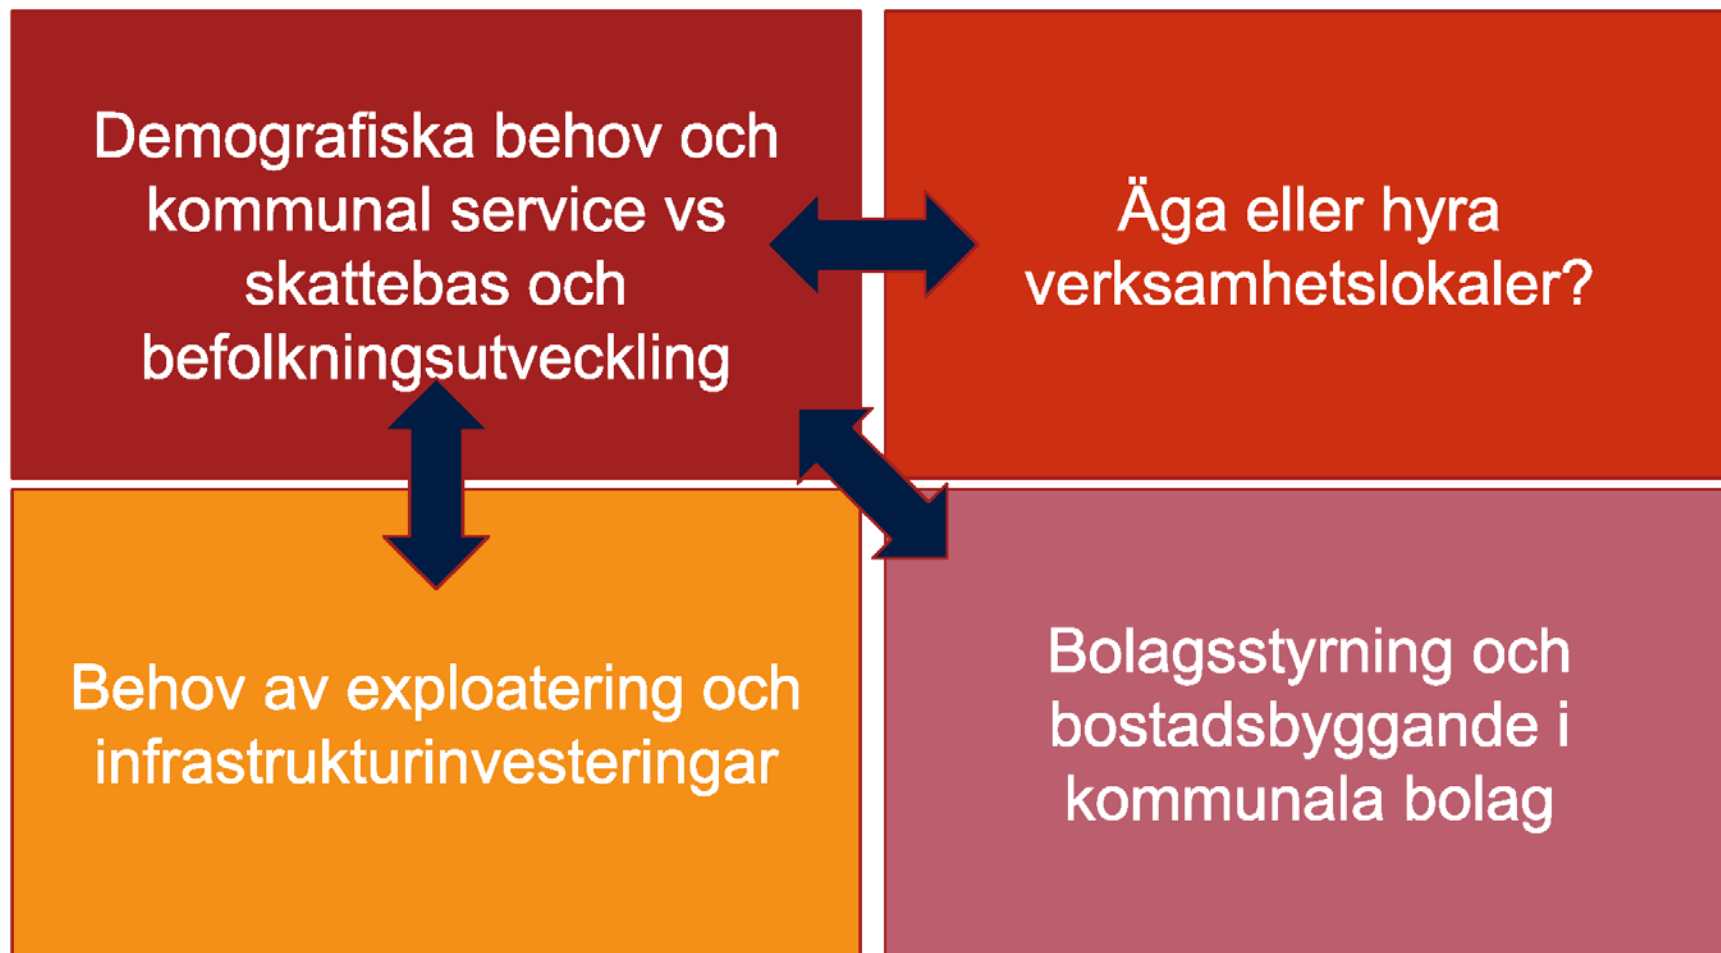 Demografiska behov och
kommunal service vs
skattebas och
befolkningsutveckling
Äga eller hyra
verksamhetslokaler?
Behov av exploatering och
infrastrukturinvesteringar
Bolagsstyrning och
bostadsbyggande i
kommunala bolag